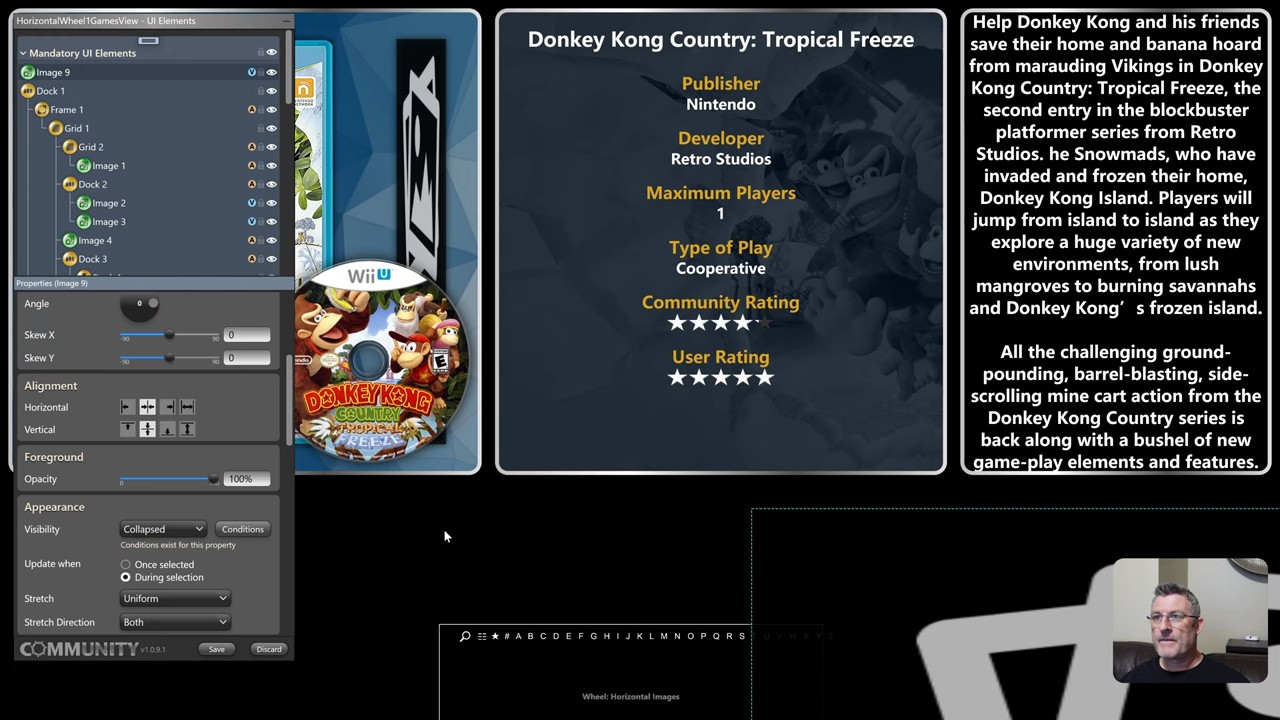 HorizontalWheel1GamesView - UI Elements
Mandatory UI Elements
Image 9
Dock 1
Frame 1
Grid 1
Grid 2
Image 1
Dock 2
Image 2
Image 3
Image 4
Dock 3
Properties (Image 9)
Angle
0
Skew X
-90
90
0
Skew Y
-90
90
0
Alignment
Horizontal
Vertical
Foreground
Opacity
0
100%
Appearance
Visibility
Collapsed
Conditions
Conditions exist for this property
Update when
Once selected
During selection
Stretch
Uniform
Stretch Direction
Both
COMMUNITY v1.0.9.1
Save
Discard
Wii U
DONKEY KONG
COUNTRY
TROPICAL
FREEZE
Donkey Kong Country: Tropical Freeze
Publisher
Nintendo
Developer
Retro Studios
Maximum Players
1
Type of Play
Cooperative
Community Rating
User Rating
Help Donkey Kong and his friends
save their home and banana hoard
from marauding Vikings in Donkey
Kong Country: Tropical Freeze, the
second entry in the blockbuster
platformer series from Retro
Studios. he Snowmads, who have
invaded and frozen their home,
Donkey Kong Island. Players will
jump from island to island as they
explore a huge variety of new
environments, from lush
mangroves to burning savannahs
and Donkey Kong’s frozen island.
All the challenging ground-
pounding, barrel-blasting, side-
scrolling mine cart action from the
Donkey Kong Country series is
back along with a bushel of new
game-play elements and features.
# A B C D E F G H I J K L M N O P Q R S T U V W X Y Z
Wheel: Horizontal Images